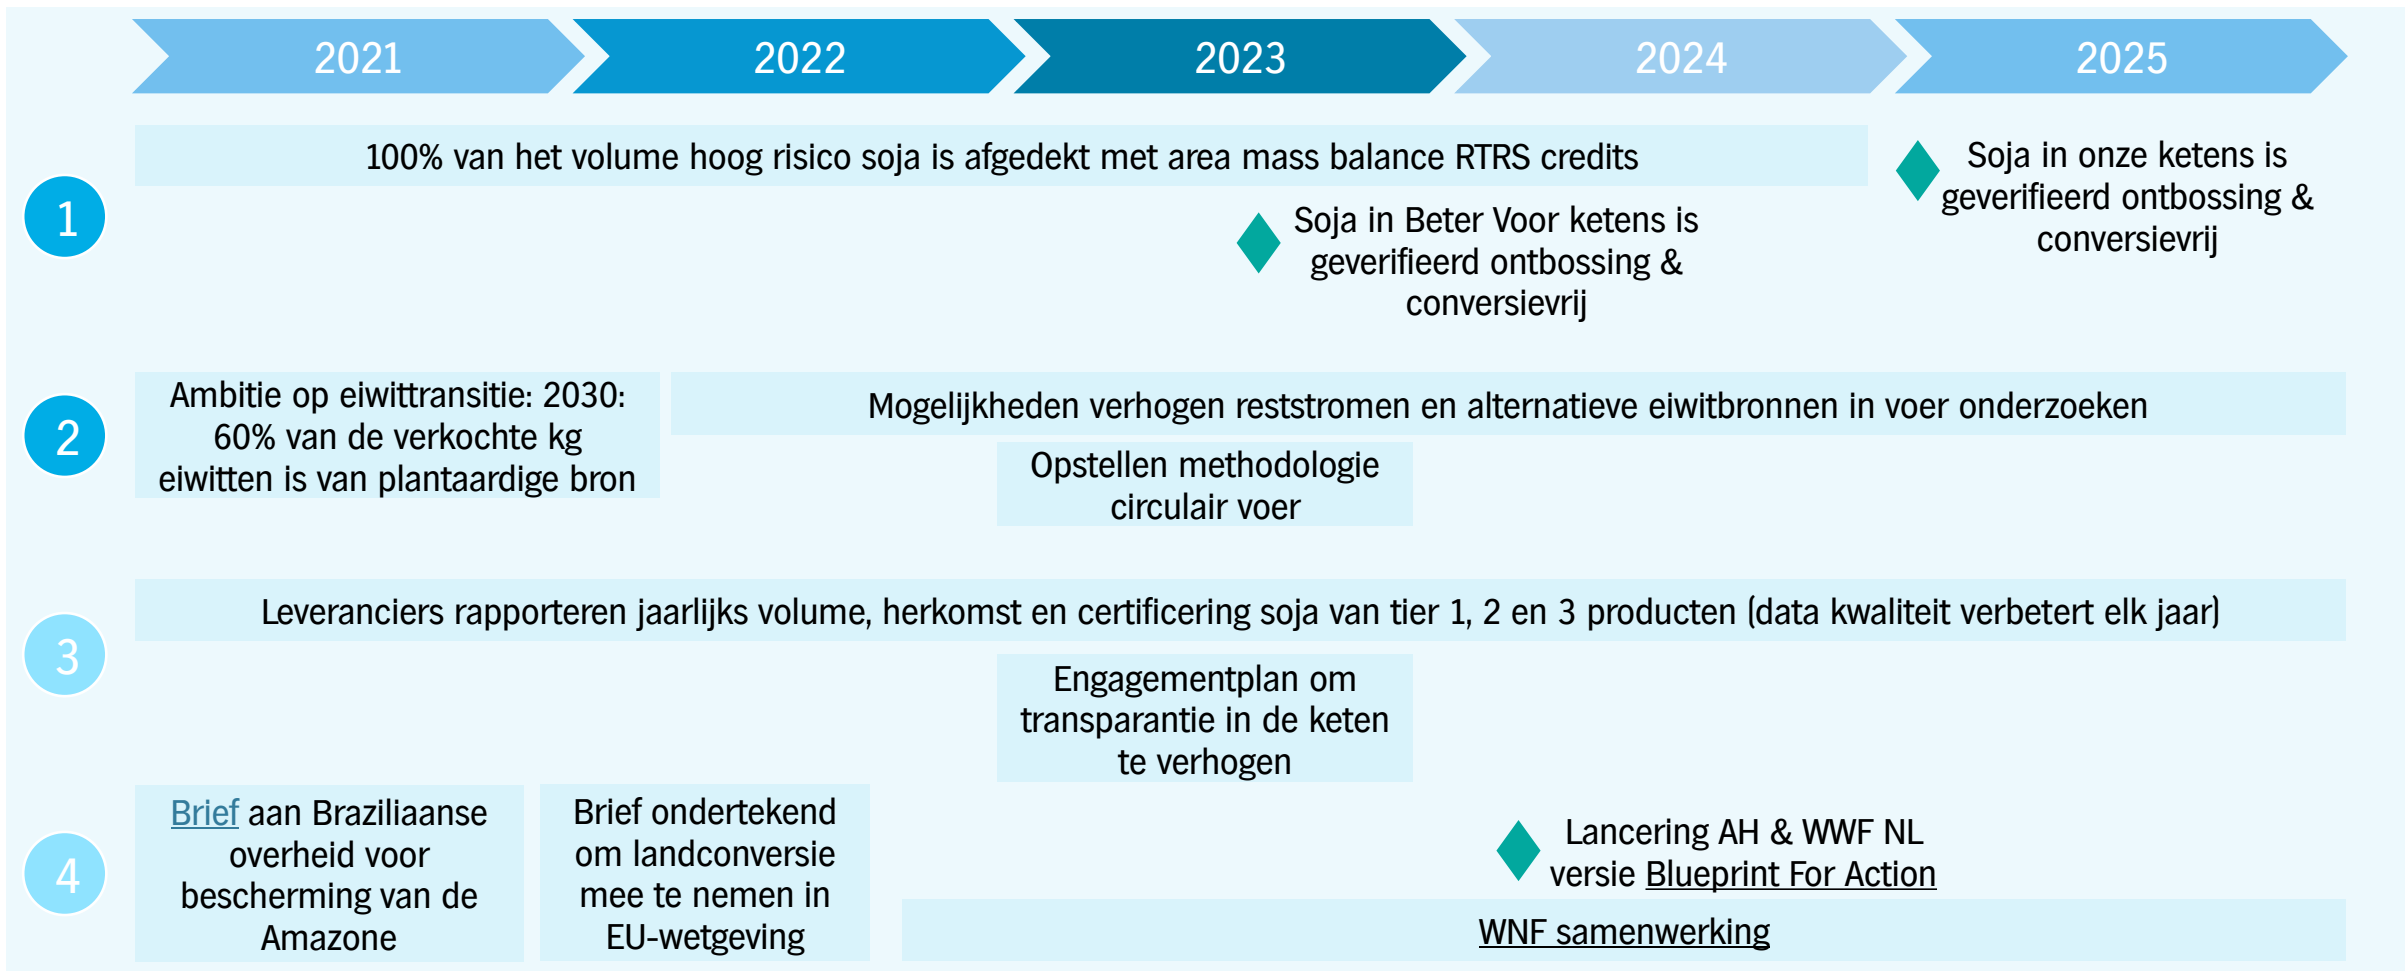 2021
2022
2023
2024
2025
1
100% van het volume hoog risico soja is afgedekt met area mass balance RTRS credits
Soja in Beter Voor ketens is
geverifieerd ontbossing &
conversievrij
Soja in onze ketens is
geverifieerd ontbossing &
conversievrij
2
Ambitie op eiwittransitie: 2030:
60% van de verkochte kg
eiwitten is van plantaardige bron
Mogelijkheden verhogen reststromen en alternatieve eiwitbronnen in voer onderzoeken
Opstellen methodologie
circulair voer
3
Leveranciers rapporteren jaarlijks volume, herkomst en certificering soja van tier 1, 2 en 3 producten (data kwaliteit verbetert elk jaar)
Engagementplan om
transparantie in de keten
te verhogen
4
Brief aan Braziliaanse
overheid voor
bescherming van de
Amazone
Brief ondertekend
om landconversie
mee te nemen in
EU-wetgeving
Lancering AH & WWF NL
versie Blueprint For Action
WNF samenwerking